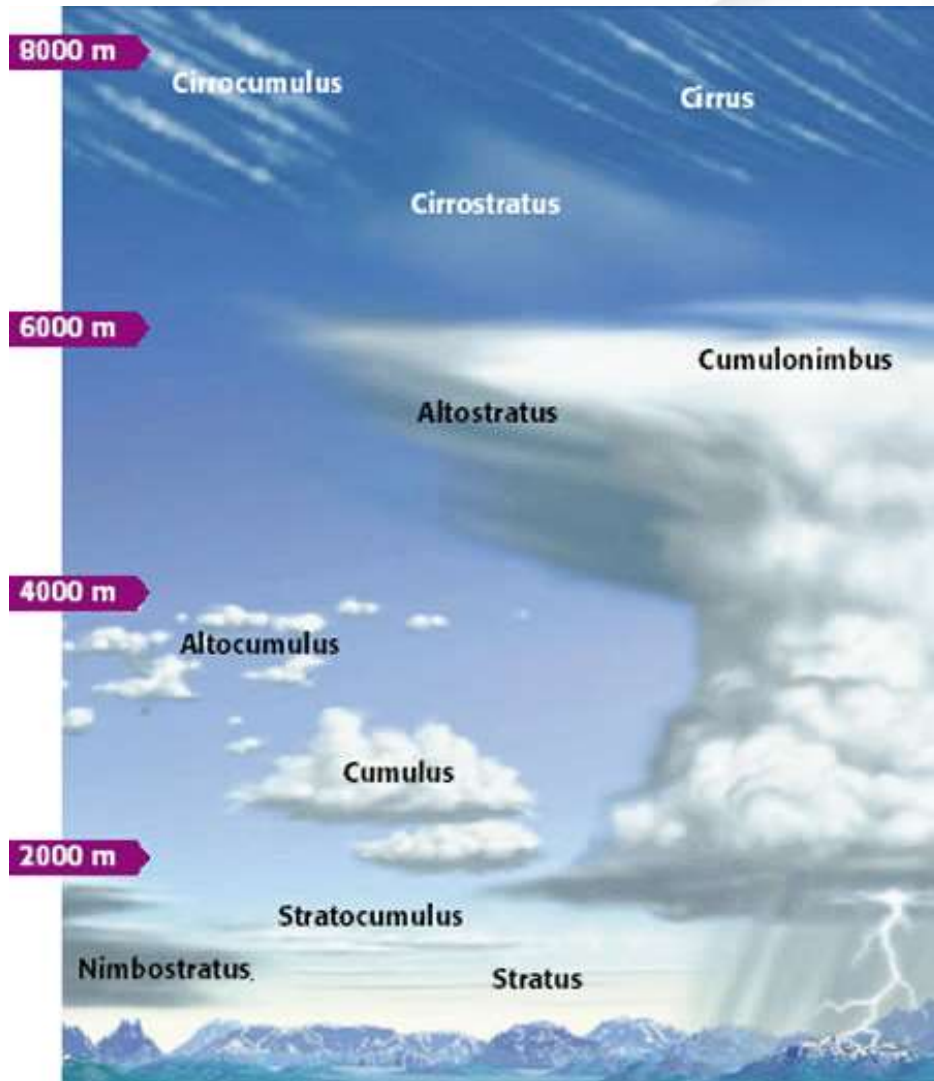 8000 m
Cirrocumulus
Cirrus
Cirrostratus
6000 m
Cumulonimbus
Altostratus
4000 m
Altocumulus
Cumulus
2000 m
Stratocumulus
Nimbostratus
Stratus